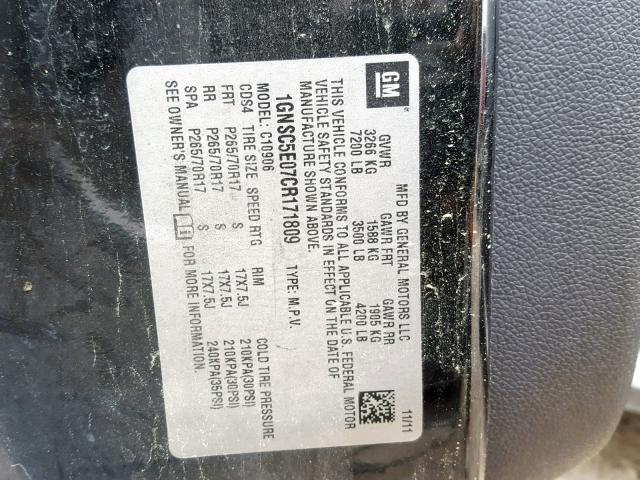 GM
MFD BY GENERAL MOTORS LLC
11/11
GVWR GAWR FRT GAWR RR
3266 KG 1588 KG 1905 KG
7200 LB 3500 LB 4200 LB
THIS VEHICLE CONFORMS TO ALL APPLICABLE U.S. FEDERAL MOTOR
VEHICLE SAFETY STANDARDS IN EFFECT ON THE DATE OF
MANUFACTURE SHOWN ABOVE.
1GNSC5E07CR171809 TYPE: M.P.V.
MODEL: C10906
CDS4 TIRE SIZE SPEED RTG RIM COLD TIRE PRESSURE
FRT P265/70R17 S 17X7.5J 210KPA(30PSI)
RR P265/70R17 S 17X7.5J 210KPA(30PSI)
SPA P265/70R17 S 17X7.5J 240KPA(35PSI)
SEE OWNER'S MANUAL FOR MORE INFORMATION.